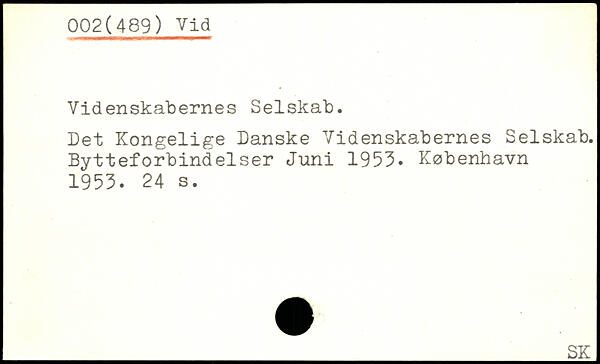 002(489) Vid
Videnskabernes Selskab.
Det Kongelige Danske Videnskabernes Selskab.
Bytteforbindelser Juni 1953. København
1953. 24 s.
SK